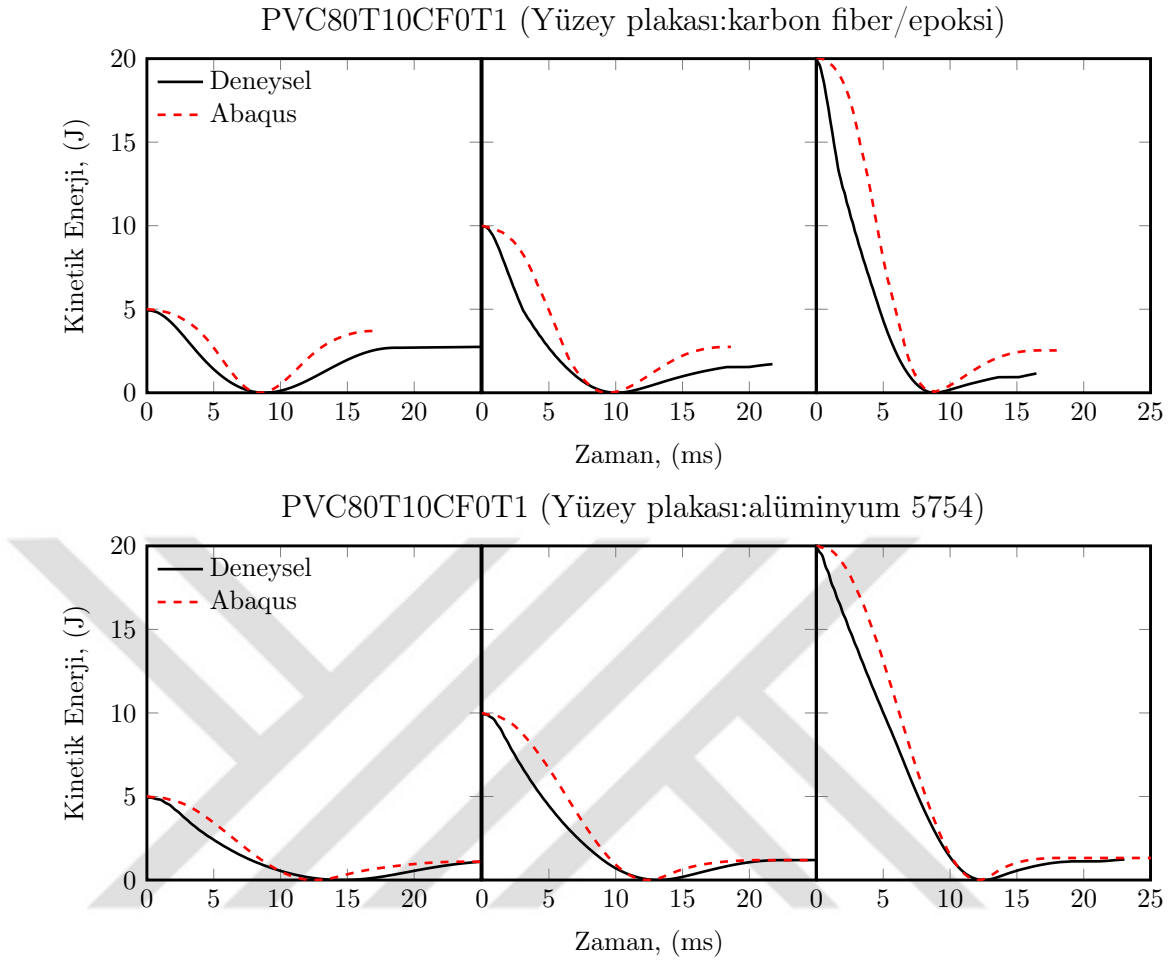 PVC80T10CF0T1 (Yüzey plakası:karbon fiber/epoksi)
Kinetik Enerji, (J)
20
15
10
5
0
Deneysel
Abaqus
0 5 10 15 20 0 5 10 15 20 0 5 10 15 20 25
Zaman, (ms)
PVC80T10CF0T1 (Yüzey plakası:alüminyum 5754)
Kinetik Enerji, (J)
20
15
10
5
0
Deneysel
Abaqus
0 5 10 15 20 0 5 10 15 20 0 5 10 15 20 25
Zaman, (ms)